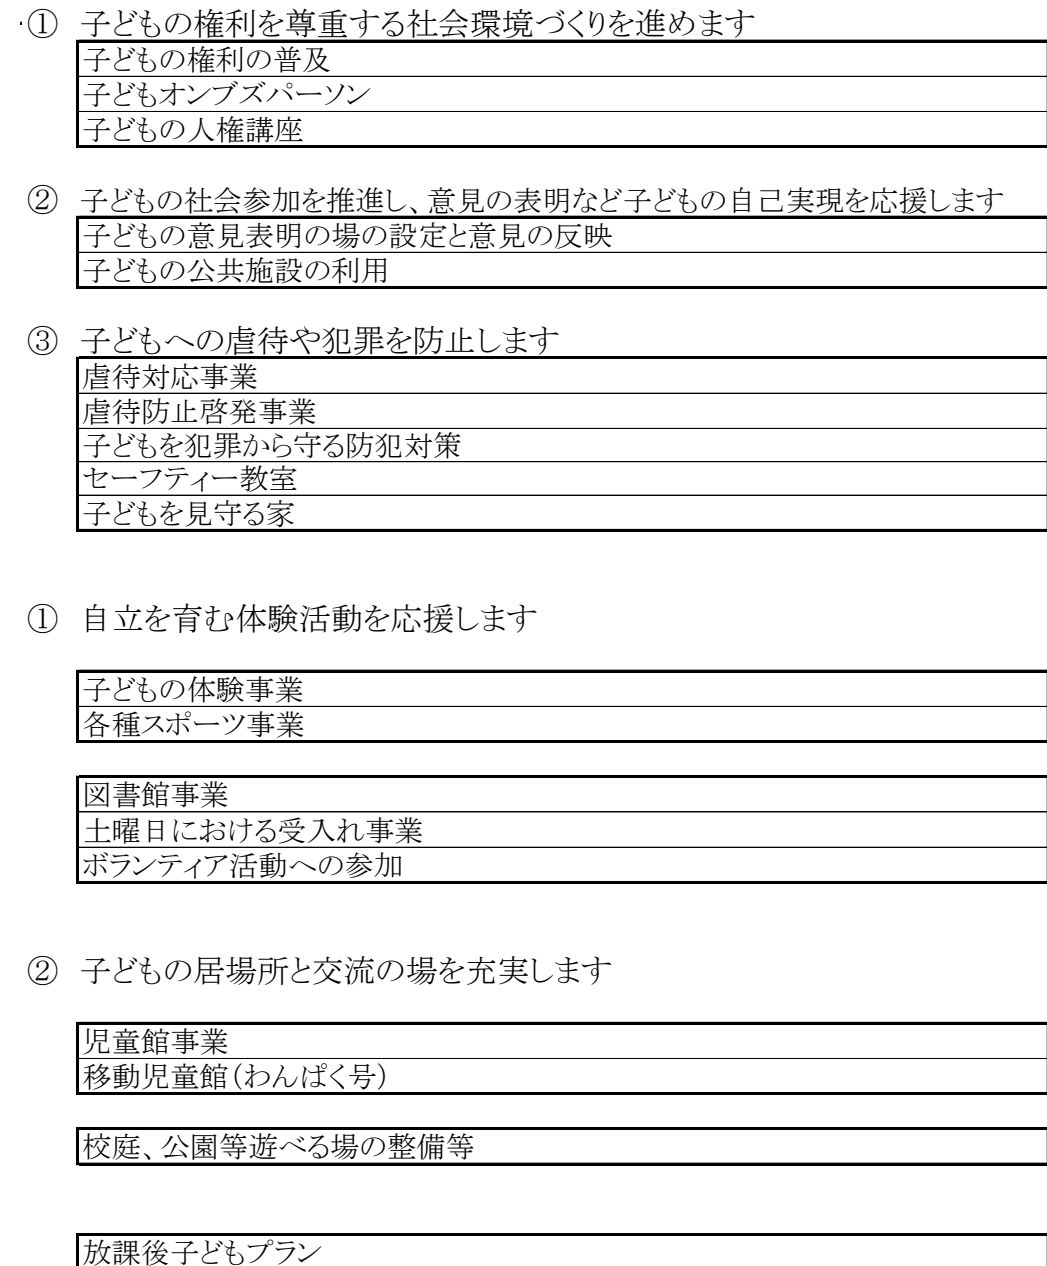 ① 子どもの権利を尊重する社会環境づくりを進めます
子どもの権利の普及
子どもオンブズパーソン
子どもの人権講座
② 子どもの社会参加を推進し、意見の表明など子どもの自己実現を応援します
子どもの意見表明の場の設定と意見の反映
子どもの公共施設の利用
③ 子どもへの虐待や犯罪を防止します
虐待対応事業
虐待防止啓発事業
子どもを犯罪から守る防犯対策
セーフティー教室
子どもを見守る家
① 自立を育む体験活動を応援します
子どもの体験事業
各種スポーツ事業
図書館事業
土曜日における受入れ事業
ボランティア活動への参加
② 子どもの居場所と交流の場を充実します
児童館事業
移動児童館(わんぱく号)
校庭、公園等遊べる場の整備等
放課後子どもプラン